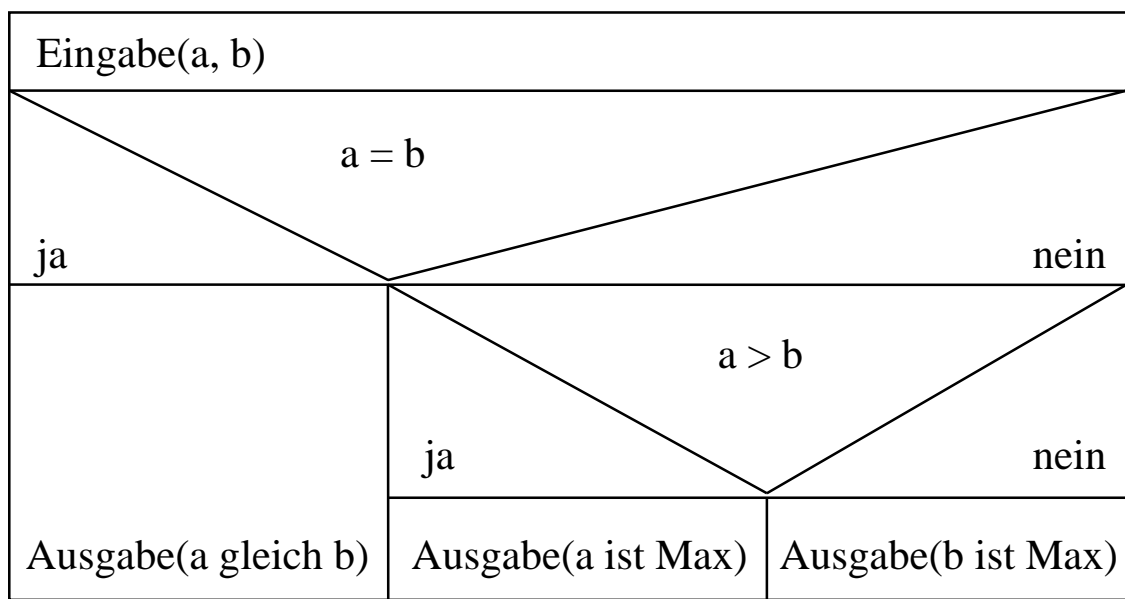 Eingabe(a, b)
a = b
ja
nein
a > b
ja
nein
Ausgabe(a gleich b)
Ausgabe(a ist Max)
Ausgabe(b ist Max)